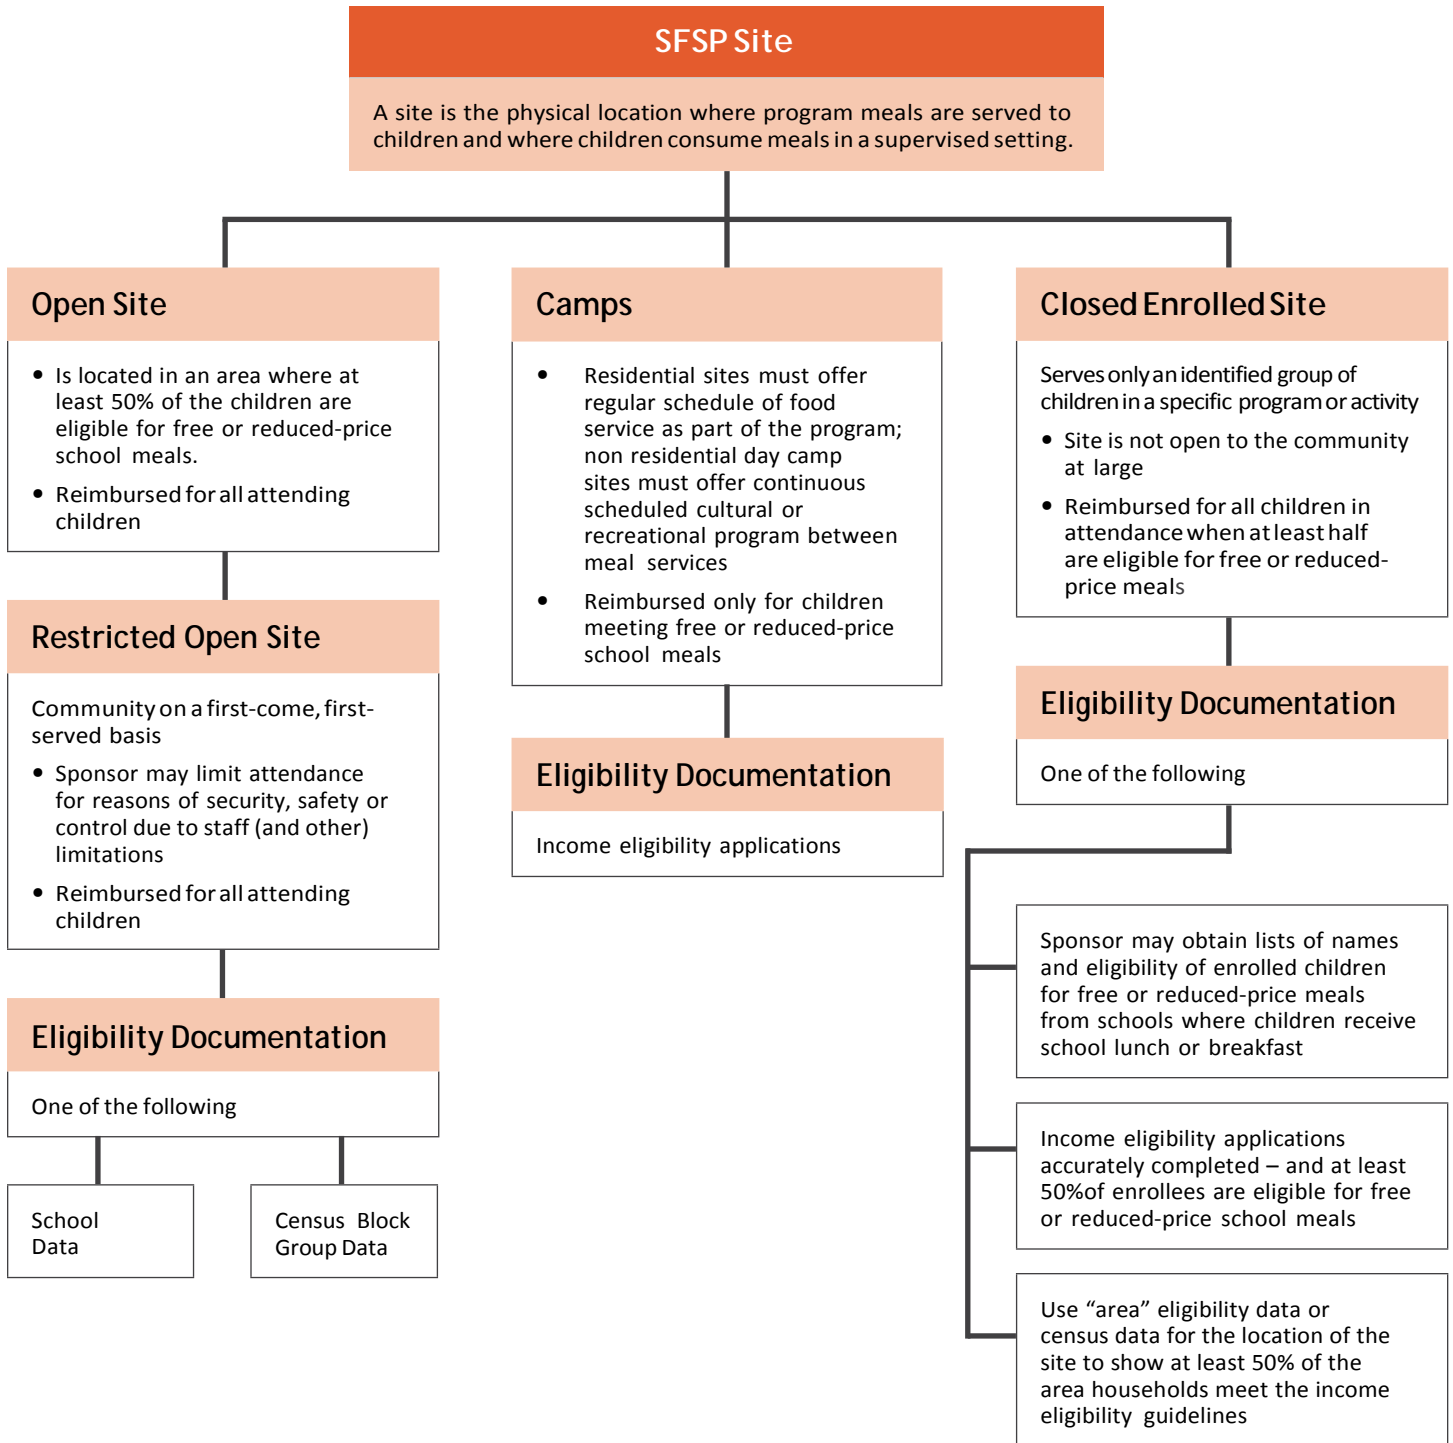 SFSP Site
A site is the physical location where program meals are served to
children and where children consume meals in a supervised setting.
Open Site
• Is located in an area where at
least 50% of the children are
eligible for free or reduced-price
school meals.
• Reimbursed for all attending
children
Restricted Open Site
Community on a first-come, first-
served basis
• Sponsor may limit attendance
for reasons of security, safety or
control due to staff (and other)
limitations
• Reimbursed for all attending
children
Eligibility Documentation
One of the following
School
Data
Census Block
Group Data
Camps
• Residential sites must offer
regular schedule of food
service as part of the program;
non residential day camp
sites must offer continuous
scheduled cultural or
recreational program between
meal services
• Reimbursed only for children
meeting free or reduced-price
school meals
Eligibility Documentation
Income eligibility applications
Closed Enrolled Site
Serves only an identified group of
children in a specific program or activity
• Site is not open to the community
at large
• Reimbursed for all children in
attendance when at least half
are eligible for free or reduced-
price meals
Eligibility Documentation
One of the following
Sponsor may obtain lists of names
and eligibility of enrolled children
for free or reduced-price meals
from schools where children receive
school lunch or breakfast
Income eligibility applications
accurately completed – and at least
50%of enrollees are eligible for free
or reduced-price school meals
Use “area” eligibility data or
census data for the location of the
site to show at least 50% of the
area households meet the income
eligibility guidelines